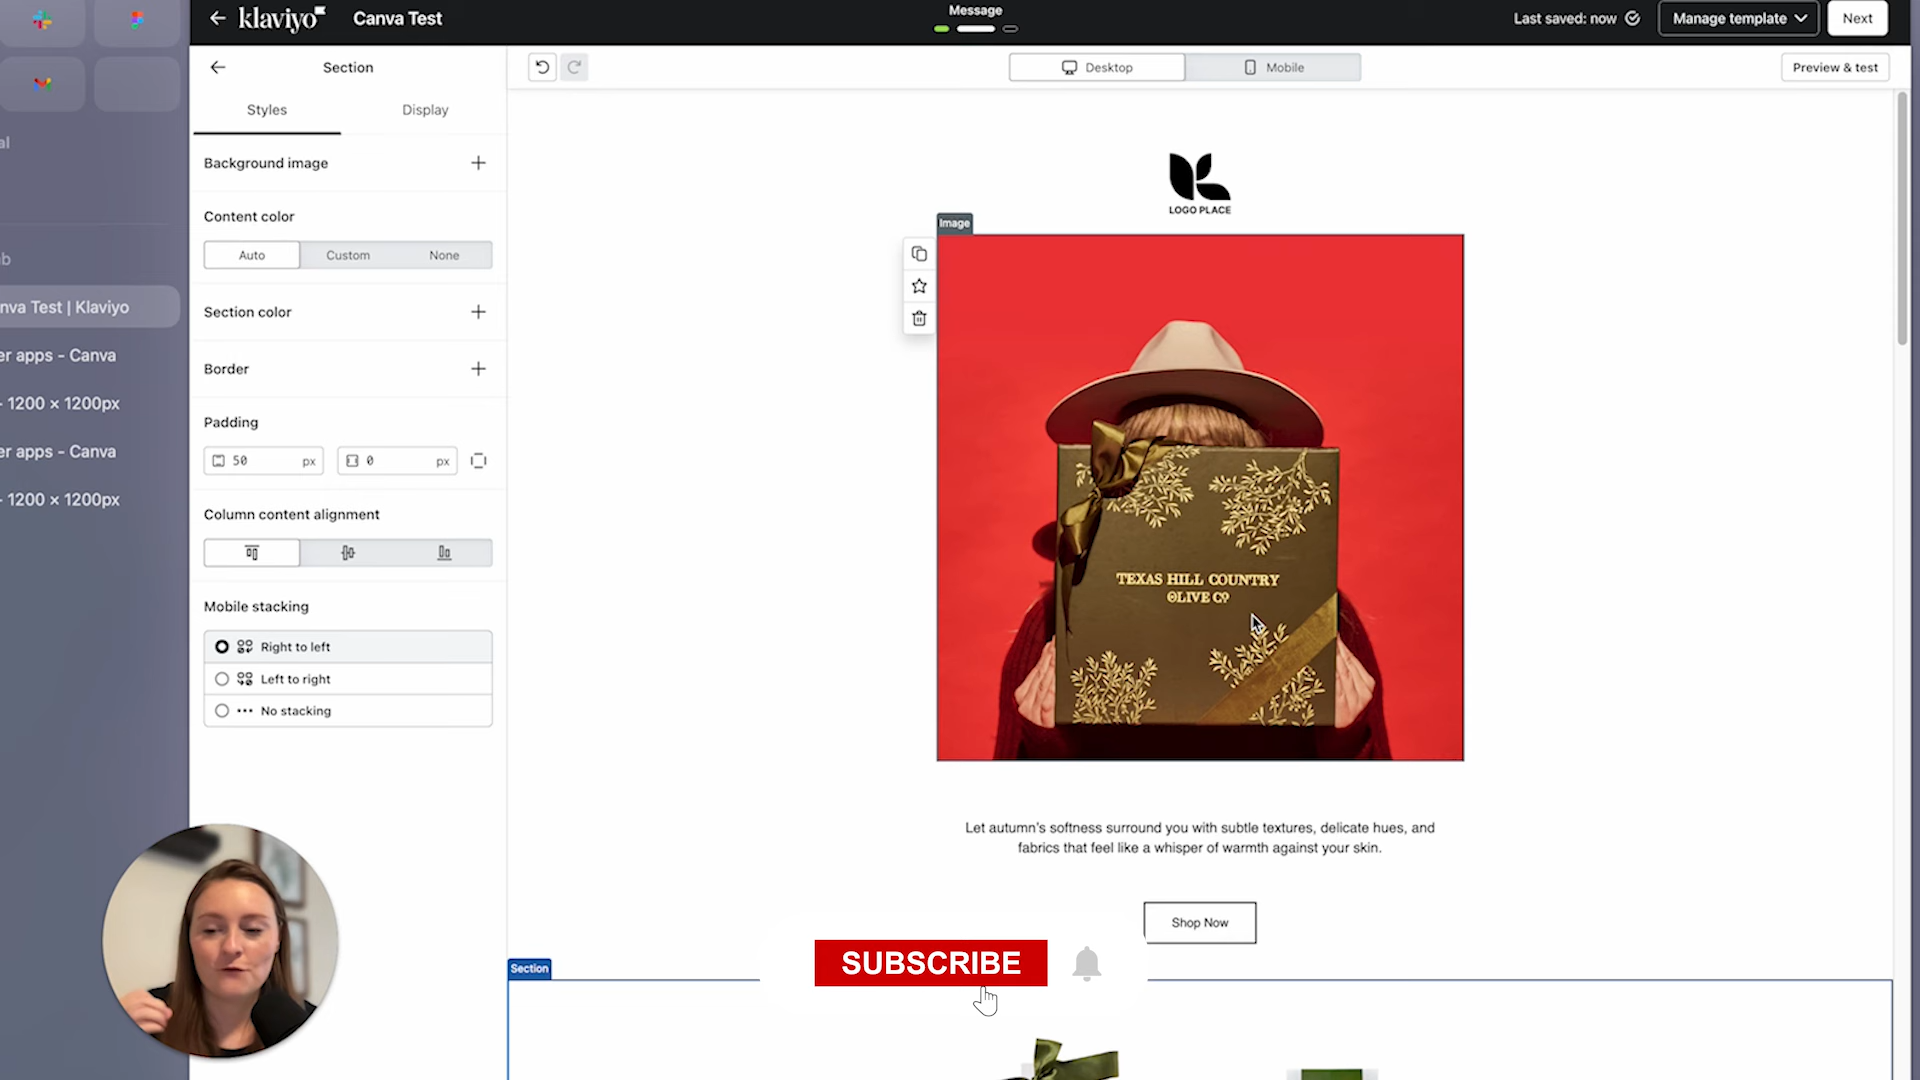 klaviyo
Canva Test
Message
Last saved: now
Manage template
Next
Section
Desktop
Mobile
Preview & test
Styles
Display
al
Background image
Content color
Auto
Custom
None
Section color
Border
Padding
50 px
0 px
Column content alignment
Mobile stacking
Right to left
Left to right
No stacking
b
nva Test | Klaviyo
er apps - Canva
- 1200 × 1200px
er apps - Canva
- 1200 × 1200px
LOGO PLACE
Image
TEXAS HILL COUNTRY
OLIVE CO
Let autumn's softness surround you with subtle textures, delicate hues, and
fabrics that feel like a whisper of warmth against your skin.
Shop Now
SUBSCRIBE
Section